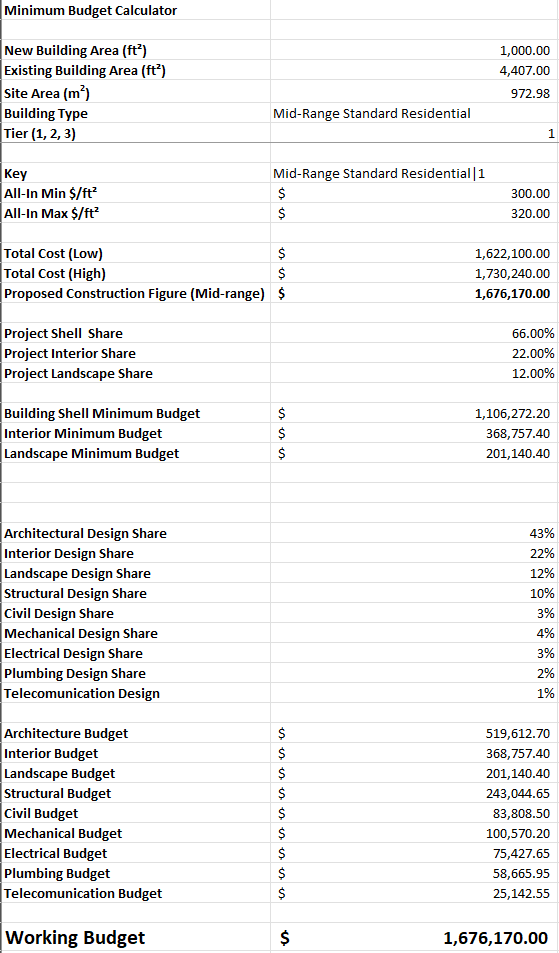 Minimum Budget Calculator
New Building Area (ft²) 1,000.00
Existing Building Area (ft²) 4,407.00
Site Area (m²) 972.98
Building Type Mid-Range Standard Residential
Tier (1, 2, 3) 1
Key Mid-Range Standard Residential|1
All-In Min $/ft² $ 300.00
All-In Max $/ft² $ 320.00
Total Cost (Low) $ 1,622,100.00
Total Cost (High) $ 1,730,240.00
Proposed Construction Figure (Mid-range) $ 1,676,170.00
Project Shell Share 66.00%
Project Interior Share 22.00%
Project Landscape Share 12.00%
Building Shell Minimum Budget $ 1,106,272.20
Interior Minimum Budget $ 368,757.40
Landscape Minimum Budget $ 201,140.40
Architectural Design Share 43%
Interior Design Share 22%
Landscape Design Share 12%
Structural Design Share 10%
Civil Design Share 3%
Mechanical Design Share 4%
Electrical Design Share 3%
Plumbing Design Share 2%
Telecomunication Design 1%
Architecture Budget $ 519,612.70
Interior Budget $ 368,757.40
Landscape Budget $ 201,140.40
Structural Budget $ 243,044.65
Civil Budget $ 83,808.50
Mechanical Budget $ 100,570.20
Electrical Budget $ 75,427.65
Plumbing Budget $ 58,665.95
Telecomunication Budget $ 25,142.55
Working Budget $ 1,676,170.00